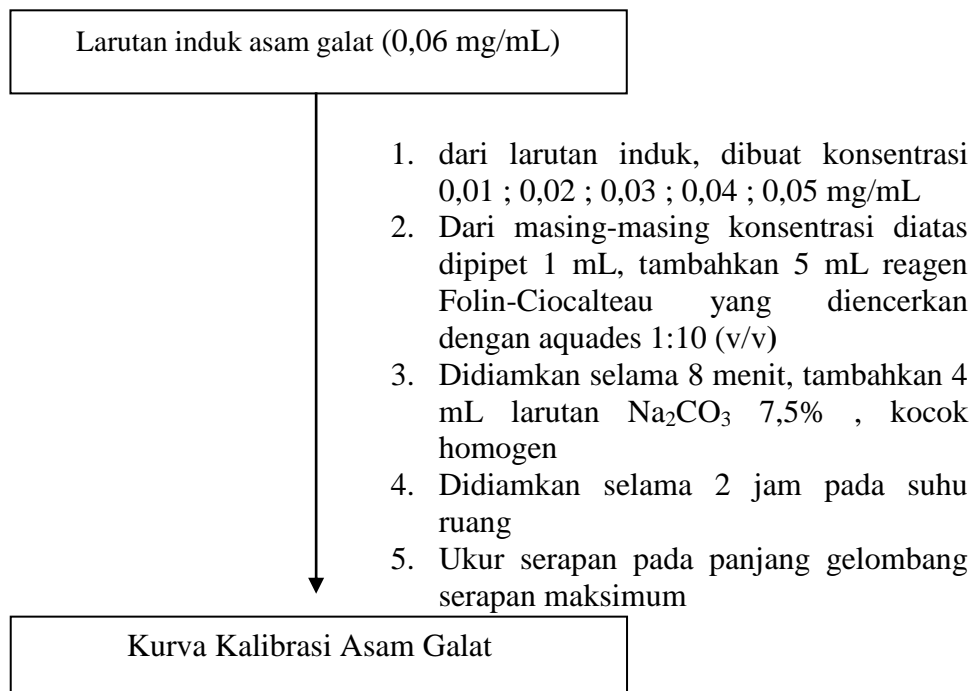 Larutan induk asam galat (0,06 mg/mL)
1. dari larutan induk, dibuat konsentrasi
0,01 ; 0,02 ; 0,03 ; 0,04 ; 0,05 mg/mL
2. Dari masing-masing konsentrasi diatas
dipipet 1 mL, tambahkan 5 mL reagen
Folin-Ciocalteau yang diencerkan
dengan aquades 1:10 (v/v)
3. Didiamkan selama 8 menit, tambahkan 4
mL larutan Na₂CO₃ 7,5% , kocok
homogen
4. Didiamkan selama 2 jam pada suhu
ruang
5. Ukur serapan pada panjang gelombang
serapan maksimum
Kurva Kalibrasi Asam Galat